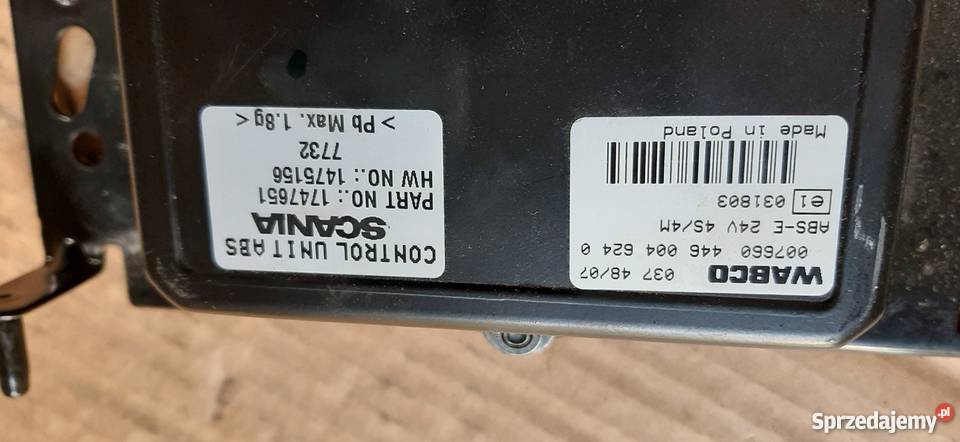 CONTROL UNIT ABS
SCANIA
PART NO.: 1747651
HW NO.: 1475156
7732
> Pb Max. 1.8g <
WABCO 037 48/07
007660 446 004 624 0
ABS-E 24V 4S/4M
e1 031803
Made in Poland
Sprzedajemy.pl